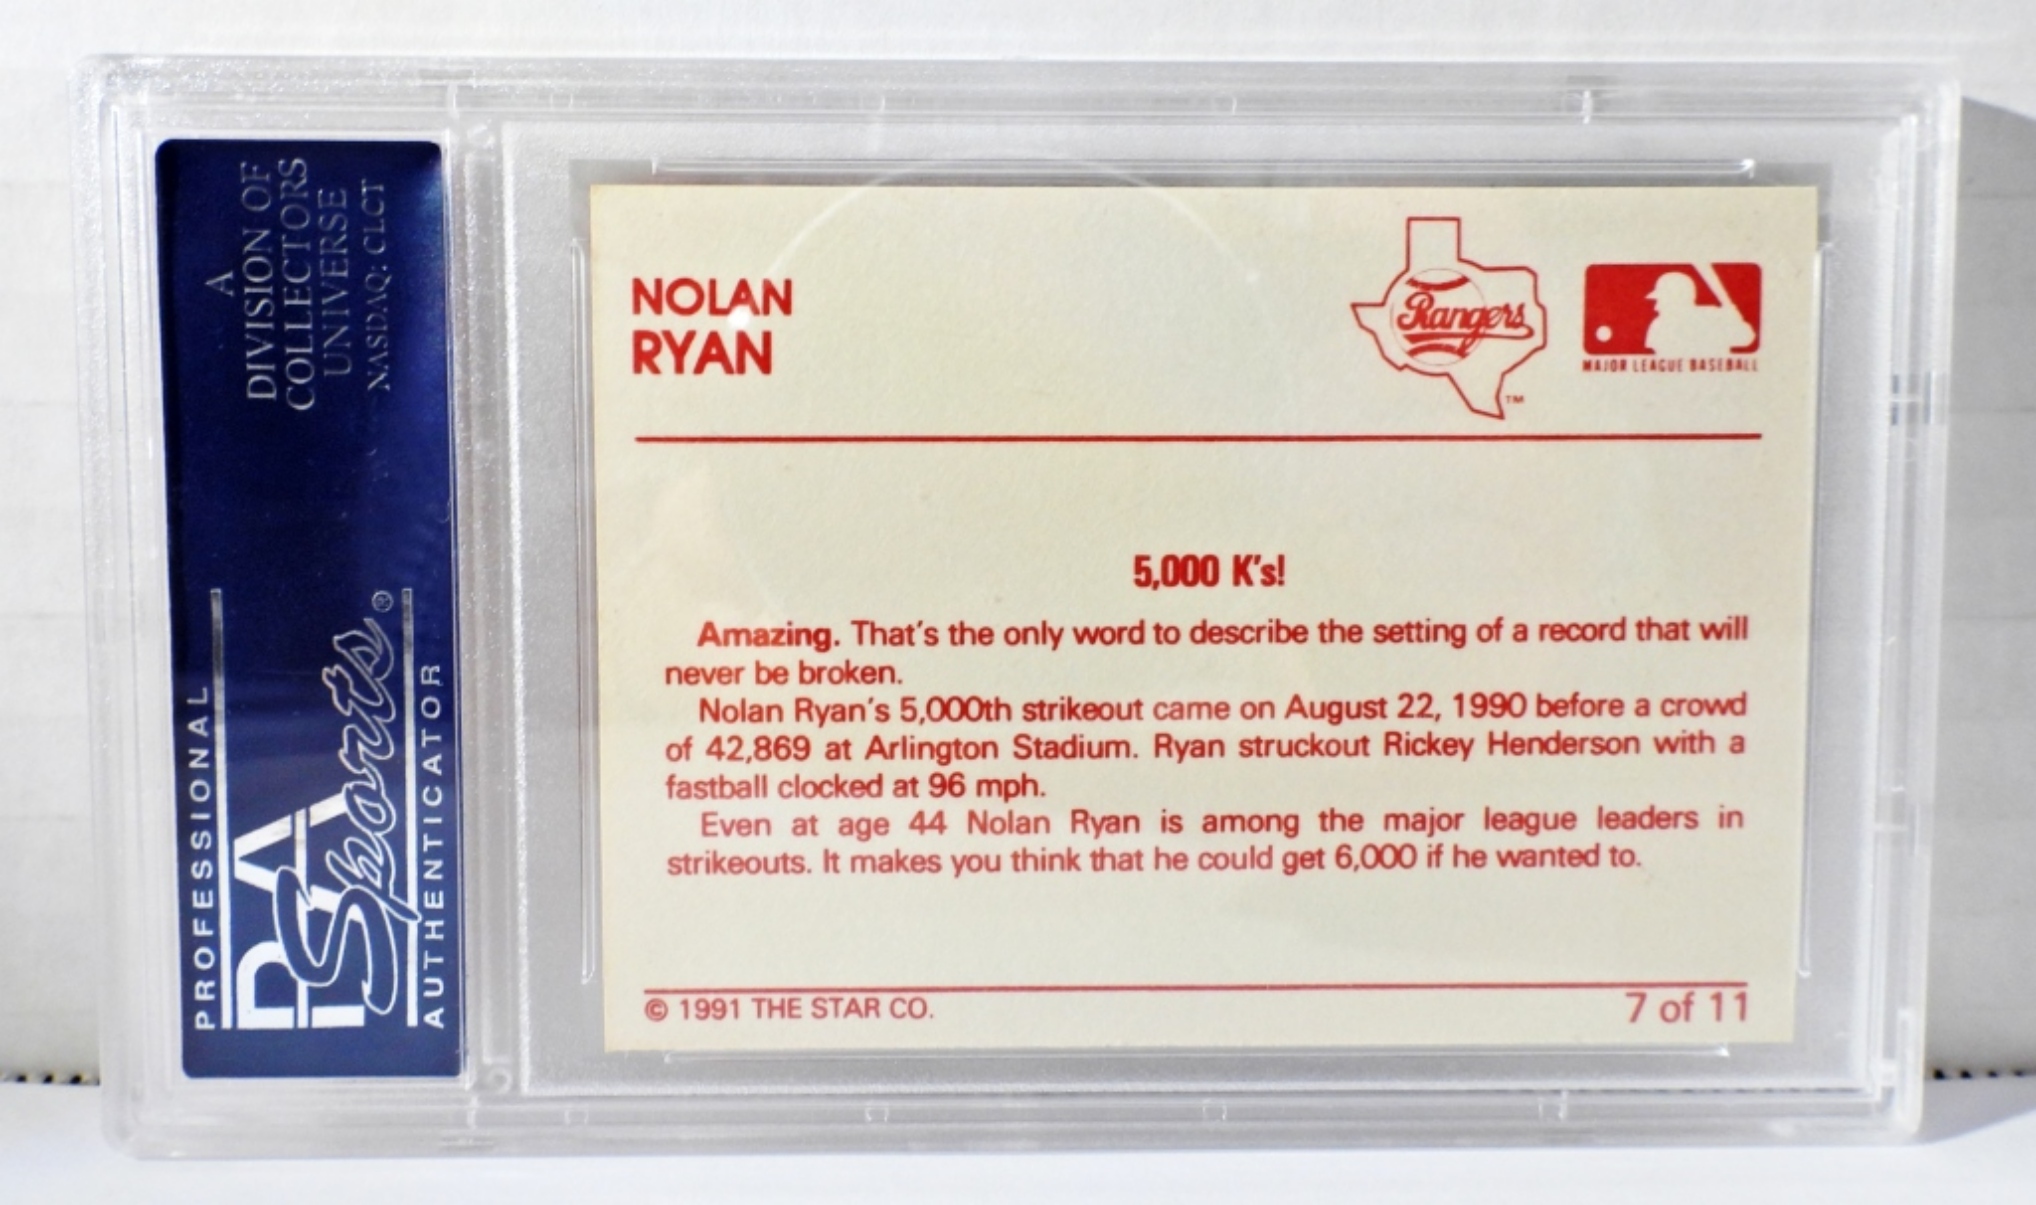 A
DIVISION OF
COLLECTORS
UNIVERSE
NASDAQ: CLCT
PROFESSIONAL
PSA
Sports®
AUTHENTICATOR
NOLAN
RYAN
Rangers
TM
MAJOR LEAGUE BASEBALL
5,000 K's!
Amazing. That's the only word to describe the setting of a record that will
never be broken.
Nolan Ryan's 5,000th strikeout came on August 22, 1990 before a crowd
of 42,869 at Arlington Stadium. Ryan struckout Rickey Henderson with a
fastball clocked at 96 mph.
Even at age 44 Nolan Ryan is among the major league leaders in
strikeouts. It makes you think that he could get 6,000 if he wanted to.
© 1991 THE STAR CO.
7 of 11